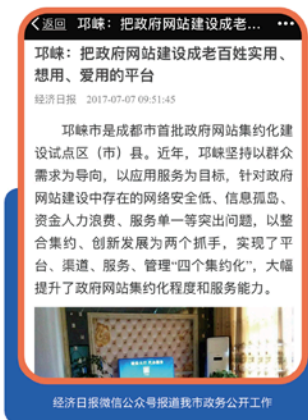 返回 邛崃：把政府网站建设成老... •••
邛崃：把政府网站建设成老百姓实用、
想用、爱用的平台
经济日报 2017-07-07 09:51:45
邛崃市是成都市首批政府网站集约化建
设试点区（市）县。近年，邛崃坚持以群众
需求为导向，以应用服务为目标，针对政府
网站建设中存在的网络安全低、信息孤岛、
资金人力浪费、服务单一等突出问题，以整
合集约、创新发展为两个抓手，实现了平
台、渠道、服务、管理“四个集约化”，大幅
提升了政府网站集约化程度和服务能力。
经济日报微信公众号报道我市政务公开工作